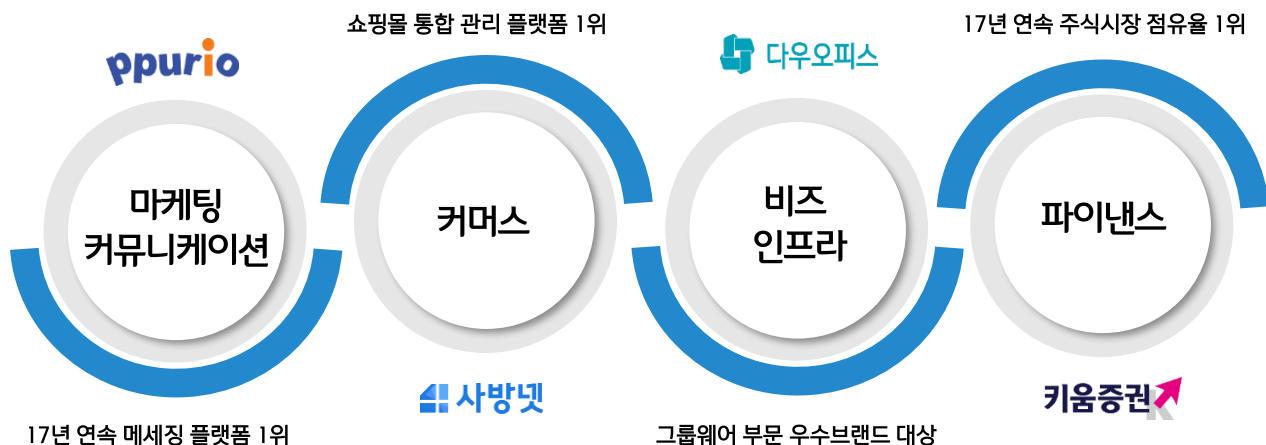 ppurio
마케팅
커뮤니케이션
17년 연속 메세징 플랫폼 1위
쇼핑몰 통합 관리 플랫폼 1위
커머스
사방넷
다우오피스
비즈
인프라
그룹웨어 부문 우수브랜드 대상
17년 연속 주식시장 점유율 1위
파이낸스
키움증권